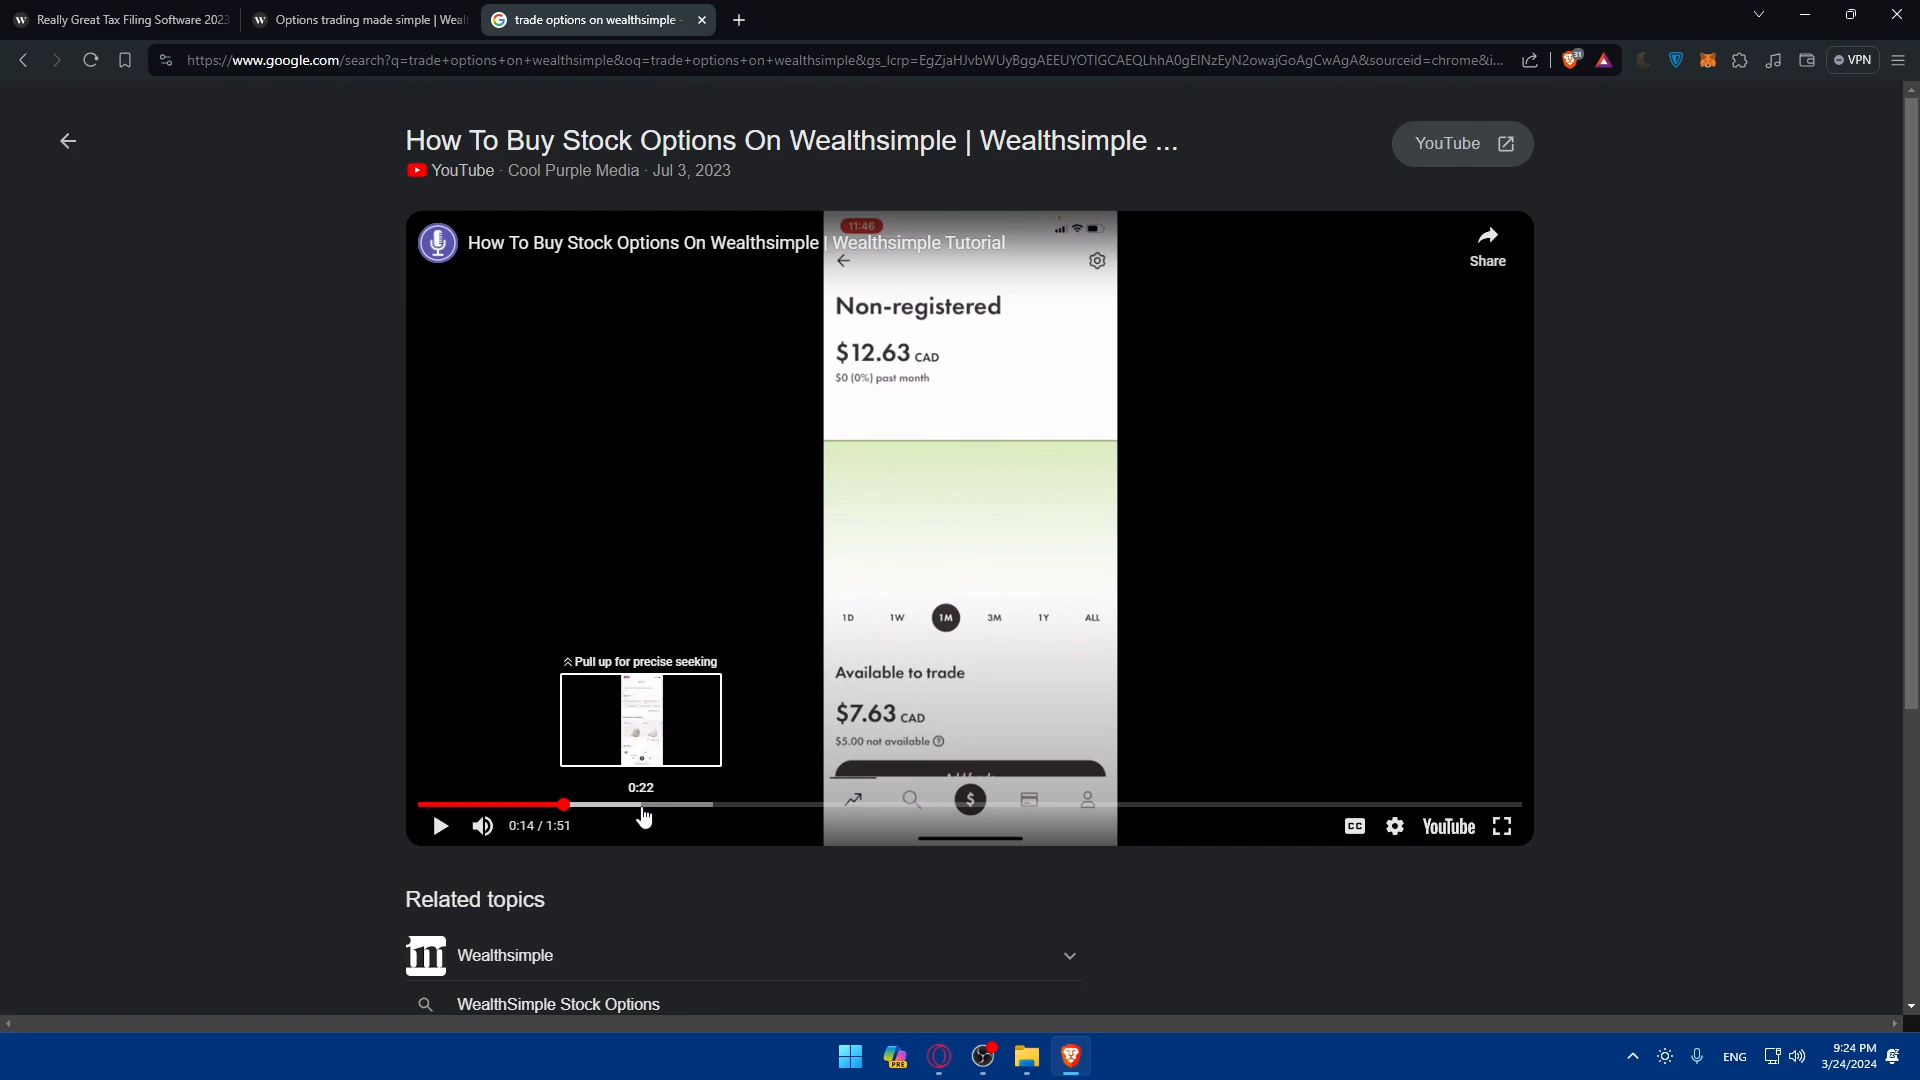 Really Great Tax Filing Software 2023
Options trading made simple | Weal
trade options on wealthsimple -
https://www.google.com/search?q=trade+options+on+wealthsimple&oq=trade+options+on+wealthsimple&gs_lcrp=EgZjaHJvbWUyBggAEEUYOTIGCAEQLhhA0gEINzEyN2owajGoAgCwAgA&sourceid=chrome&i...
31
VPN
How To Buy Stock Options On Wealthsimple | Wealthsimple ...
YouTube
YouTube · Cool Purple Media · Jul 3, 2023
11:46
How To Buy Stock Options On Wealthsimple | Wealthsimple Tutorial
Share
Non-registered
$12.63 CAD
$0 (0%) past month
1D 1W 1M 3M 1Y ALL
Pull up for precise seeking
Available to trade
$7.63 CAD
$5.00 not available
0:22
$
0:14 / 1:51
CC
YouTube
Related topics
Wealthsimple
WealthSimple Stock Options
PRE
ENG
9:24 PM
3/24/2024